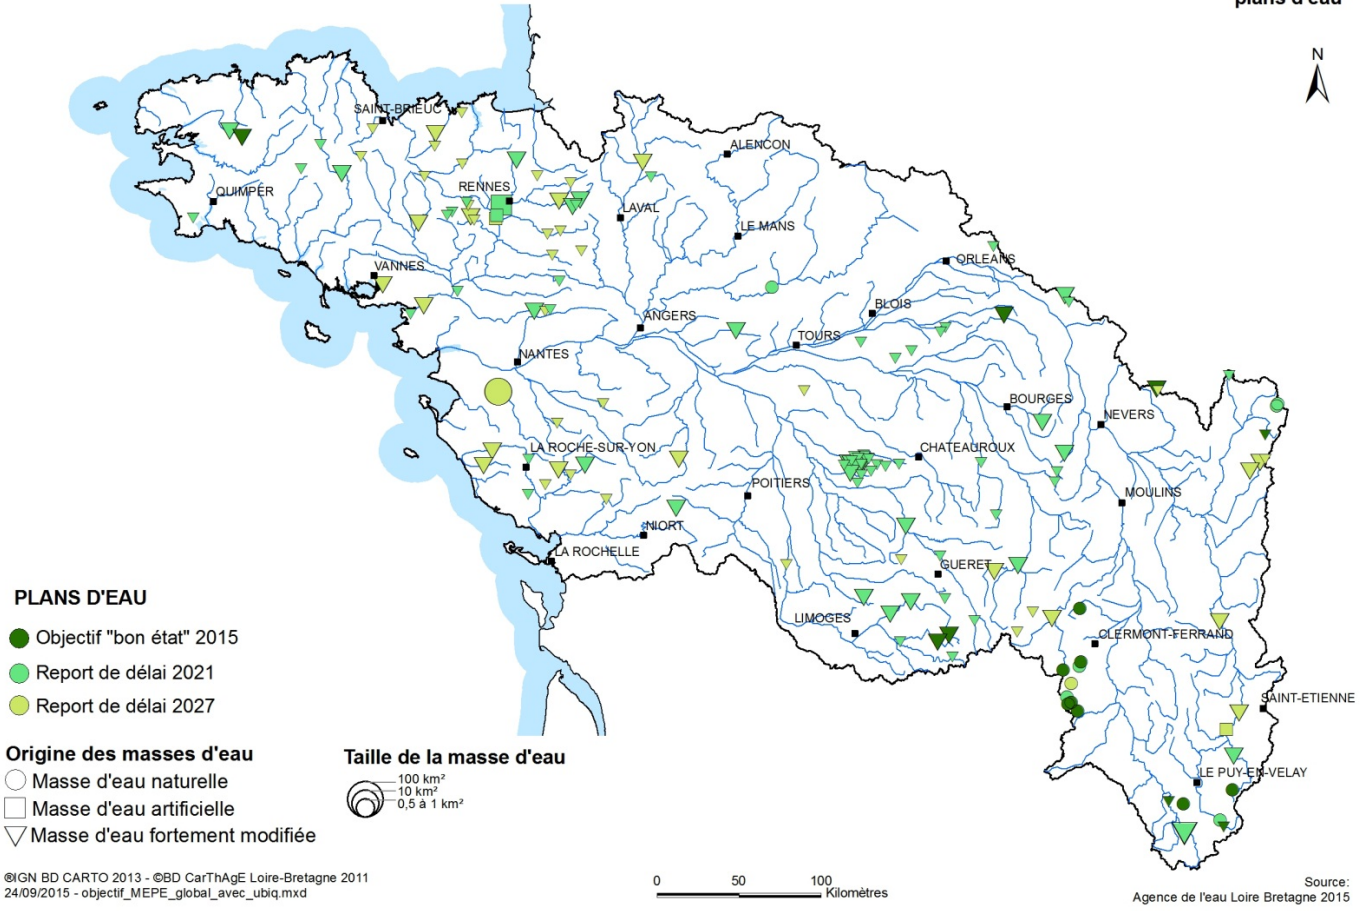 plans d'eau
N
SAINT-BRIEUC
ALENCON
QUIMPER
RENNES
LAVAL
LE MANS
VANNES
ORLEANS
BLOIS
ANGERS
TOURS
NANTES
BOURGES
NEVERS
LA ROCHE-SUR-YON
CHATEAUROUX
POITIERS
MOULINS
NIORT
LA ROCHELLE
GUERET
LIMOGES
CLERMONT-FERRAND
SAINT-ETIENNE
LE PUY-EN-VELAY
PLANS D'EAU
Objectif "bon état" 2015
Report de délai 2021
Report de délai 2027
Origine des masses d'eau
Masse d'eau naturelle
Masse d'eau artificielle
Masse d'eau fortement modifiée
Taille de la masse d'eau
100 km²
10 km²
0,5 à 1 km²
®IGN BD CARTO 2013 - ©BD CarThAgE Loire-Bretagne 2011
24/09/2015 - objectif_MEPE_global_avec_ubiq.mxd
0 50 100
Kilomètres
Source:
Agence de l'eau Loire Bretagne 2015